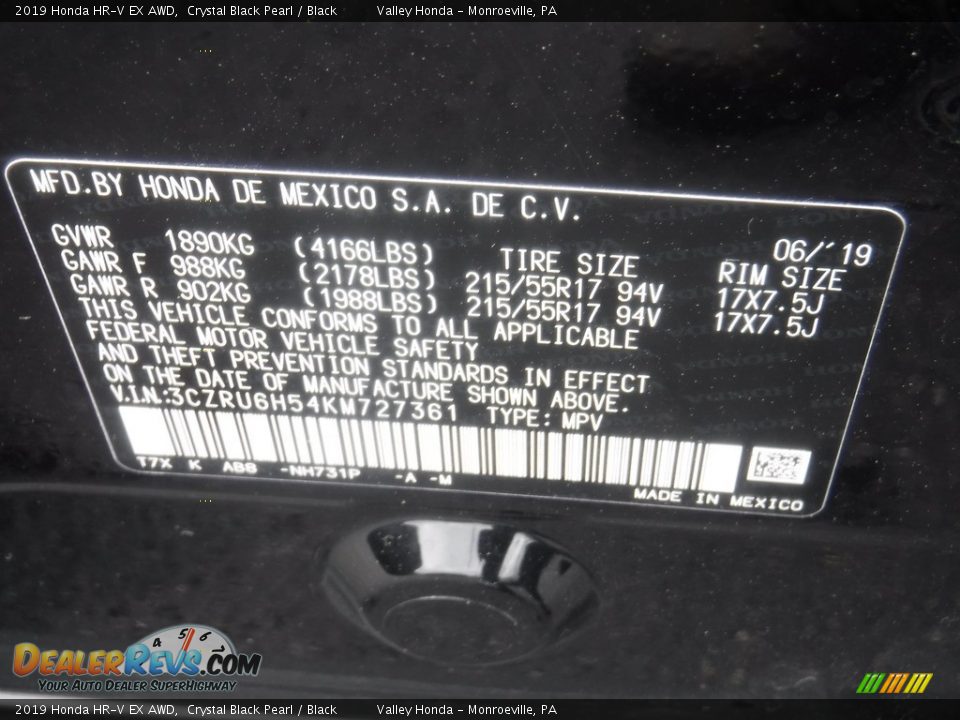 2019 Honda HR-V EX AWD, Crystal Black Pearl / Black Valley Honda - Monroeville, PA
MFD.BY HONDA DE MEXICO S.A. DE C.V.
06/'19
GVWR 1890KG (4166LBS) TIRE SIZE RIM SIZE
GAWR F 988KG (2178LBS) 215/55R17 94V 17X7.5J
GAWR R 902KG (1988LBS) 215/55R17 94V 17X7.5J
THIS VEHICLE CONFORMS TO ALL APPLICABLE
FEDERAL MOTOR VEHICLE SAFETY
AND THEFT PREVENTION STANDARDS IN EFFECT
ON THE DATE OF MANUFACTURE SHOWN ABOVE.
V.I.N:3CZRU6H54KM727361 TYPE: MPV
T7X K ABB -NH731P -A -M
MADE IN MEXICO
4 5 6
DEALERREVS.COM
YOUR AUTO DEALER SUPERHIGHWAY
2019 Honda HR-V EX AWD, Crystal Black Pearl / Black Valley Honda - Monroeville, PA